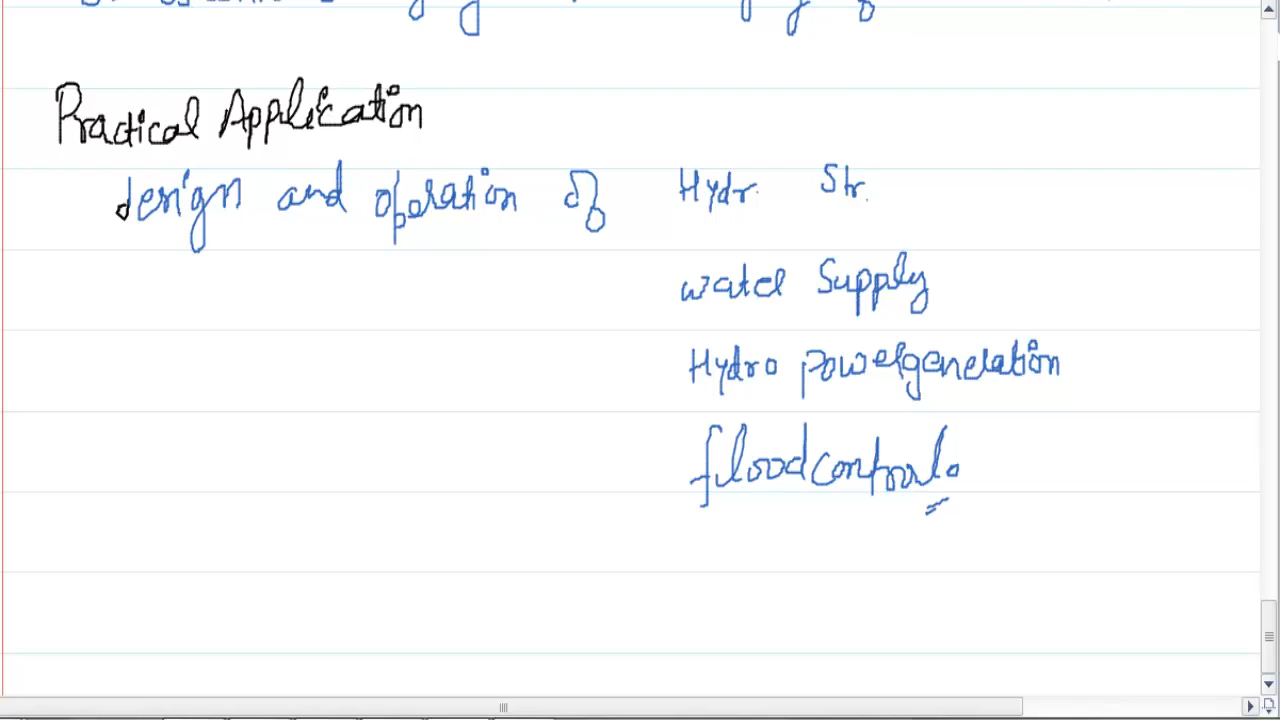 Practical Application
design and operation of Hydr. Str.
water Supply
Hydro Powergeneration
floodcontrol.